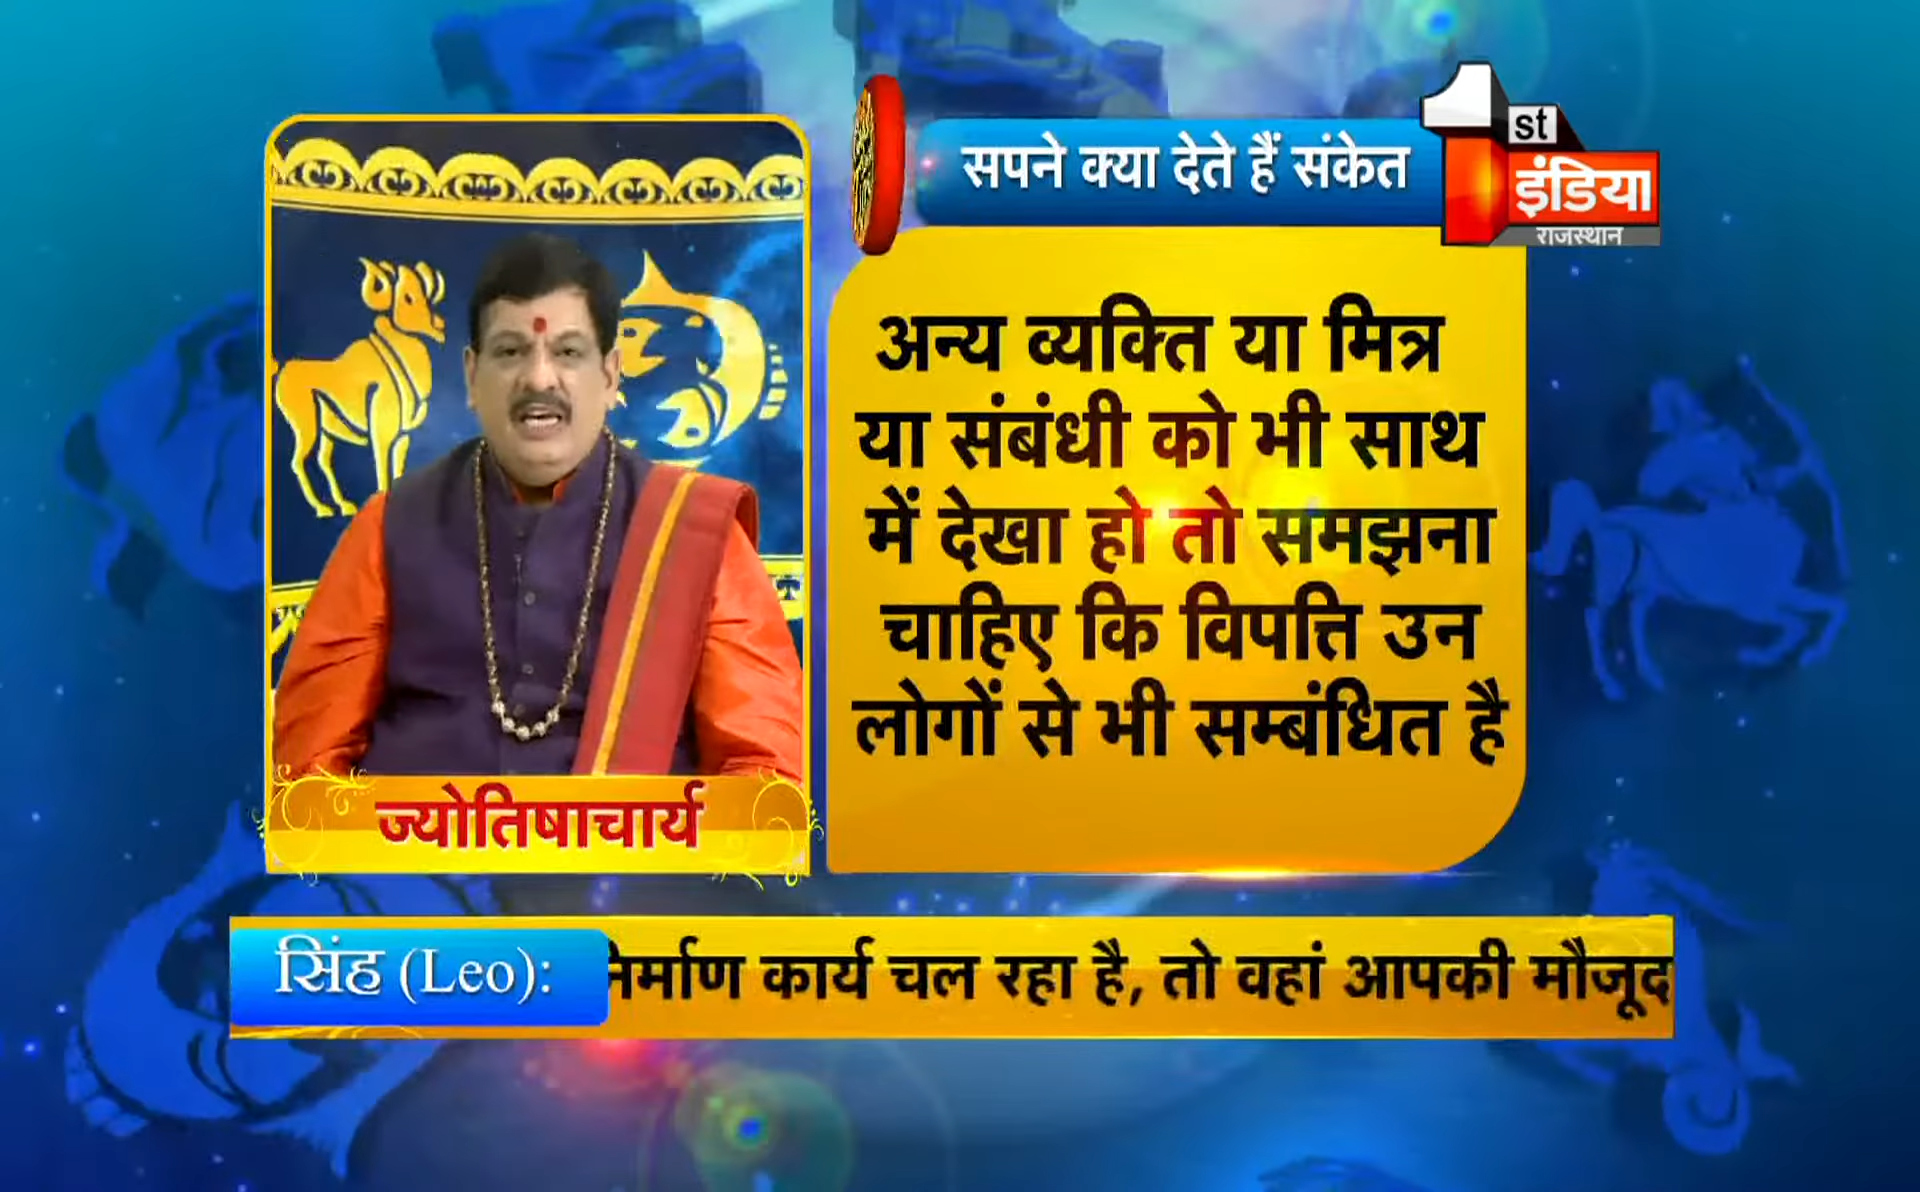 सपने क्या देते हैं संकेत
1st
इंडिया
राजस्थान
अन्य व्यक्ति या मित्र
या संबंधी को भी साथ
में देखा हो तो समझना
चाहिए कि विपत्ति उन
लोगों से भी सम्बंधित है
ज्योतिषाचार्य
सिंह (Leo): निर्माण कार्य चल रहा है, तो वहां आपकी मौजूद